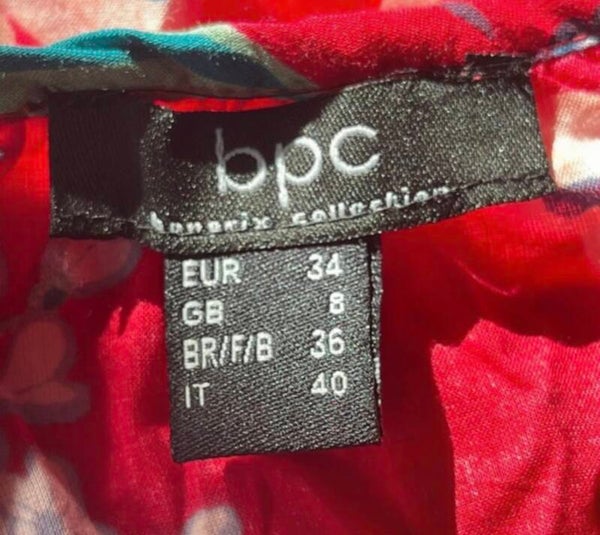 bpc
bonprix collection
EUR 34
GB 8
BR/F/B 36
IT 40